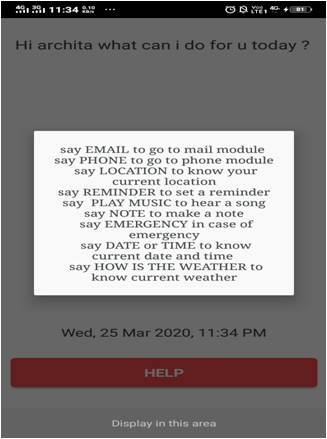 4G 3G 11:34 0.10 KB/s ... Vo) LTE1 4G 81
Hi archita what can i do for u today ?
say EMAIL to go to mail module
say PHONE to go to phone module
say LOCATION to know your
current location
say REMINDER to set a reminder
say PLAY MUSIC to hear a song
say NOTE to make a note
say EMERGENCY in case of
emergency
say DATE or TIME to know
current date and time
say HOW IS THE WEATHER to
know current weather
Wed, 25 Mar 2020, 11:34 PM
HELP
Display in this area